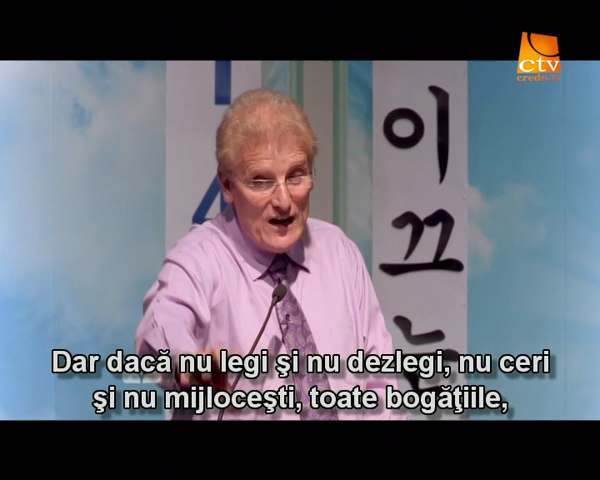 ctv
credo.tv
이끄는
Dar dacă nu legi şi nu dezlegi, nu ceri
şi nu mijloceşti, toate bogăţiile,